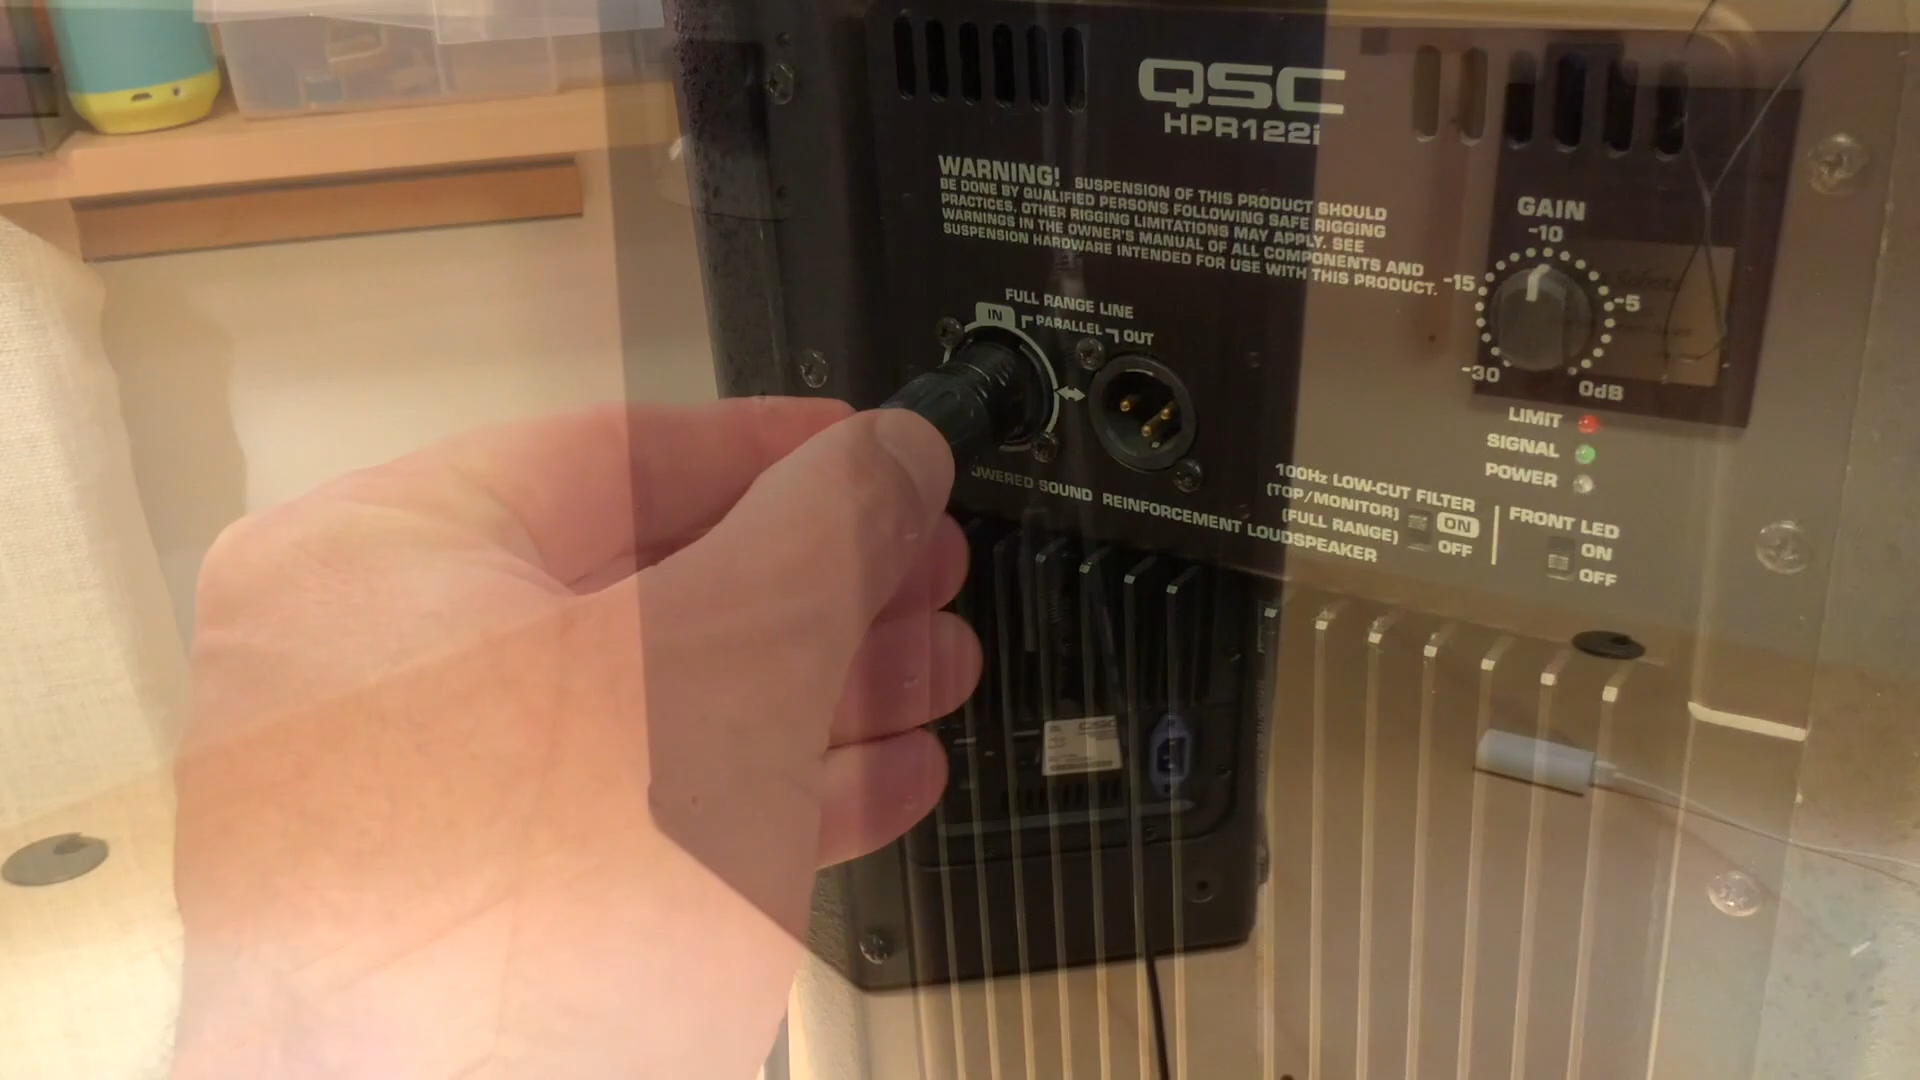 QSC
HPR122i
WARNING! SUSPENSION OF THIS PRODUCT SHOULD
BE DONE BY QUALIFIED PERSONS FOLLOWING SAFE RIGGING
PRACTICES. OTHER RIGGING LIMITATIONS MAY APPLY. SEE
WARNINGS IN THE OWNER'S MANUAL OF ALL COMPONENTS AND
SUSPENSION HARDWARE INTENDED FOR USE WITH THIS PRODUCT.
GAIN
-10
-15
-5
-30
0dB
FULL RANGE LINE
IN
PARALLEL
OUT
LIMIT
SIGNAL
POWER
POWERED SOUND REINFORCEMENT LOUDSPEAKER
100Hz LOW-CUT FILTER
(TOP/MONITOR) ON
(FULL RANGE) OFF
FRONT LED
ON
OFF
QSC